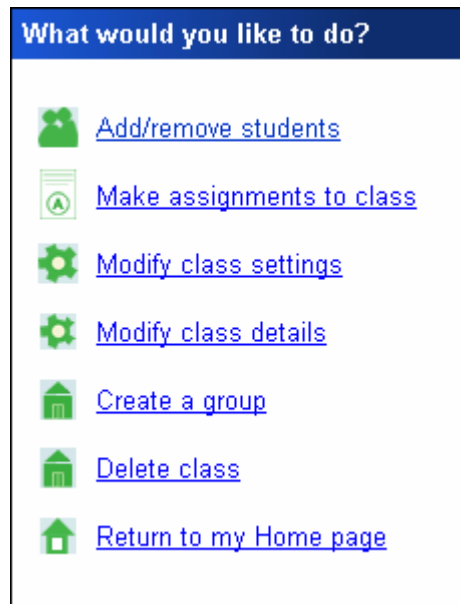 What would you like to do?
Add/remove students
Make assignments to class
Modify class settings
Modify class details
Create a group
Delete class
Return to my Home page